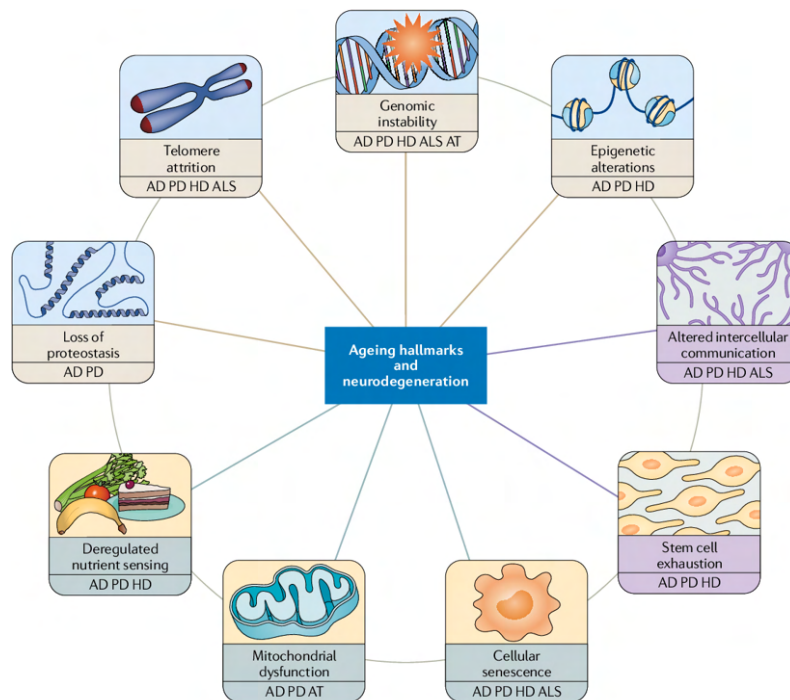 Genomic
instability
AD PD HD ALS AT
Telomere
attrition
AD PD HD ALS
Epigenetic
alterations
AD PD HD
Loss of
proteostasis
AD PD
Ageing hallmarks
and
neurodegeneration
Altered intercellular
communication
AD PD HD ALS
Deregulated
nutrient sensing
AD PD HD
Stem cell
exhaustion
AD PD HD
Mitochondrial
dysfunction
AD PD AT
Cellular
senescence
AD PD HD ALS